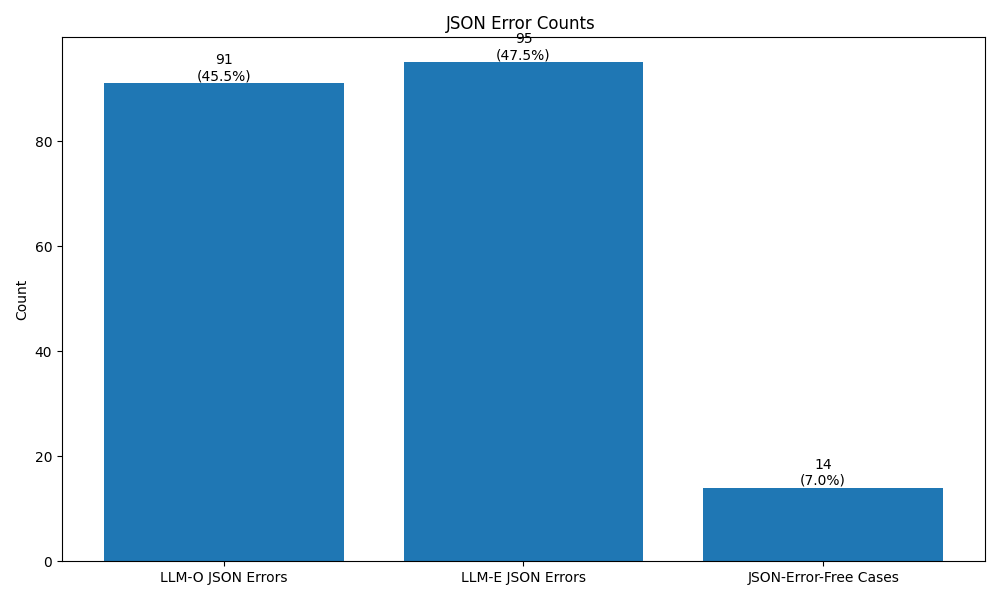 JSON Error Counts
95
(47.5%)
91
(45.5%)
14
(7.0%)
80
60
40
20
0
Count
LLM-O JSON Errors
LLM-E JSON Errors
JSON-Error-Free Cases